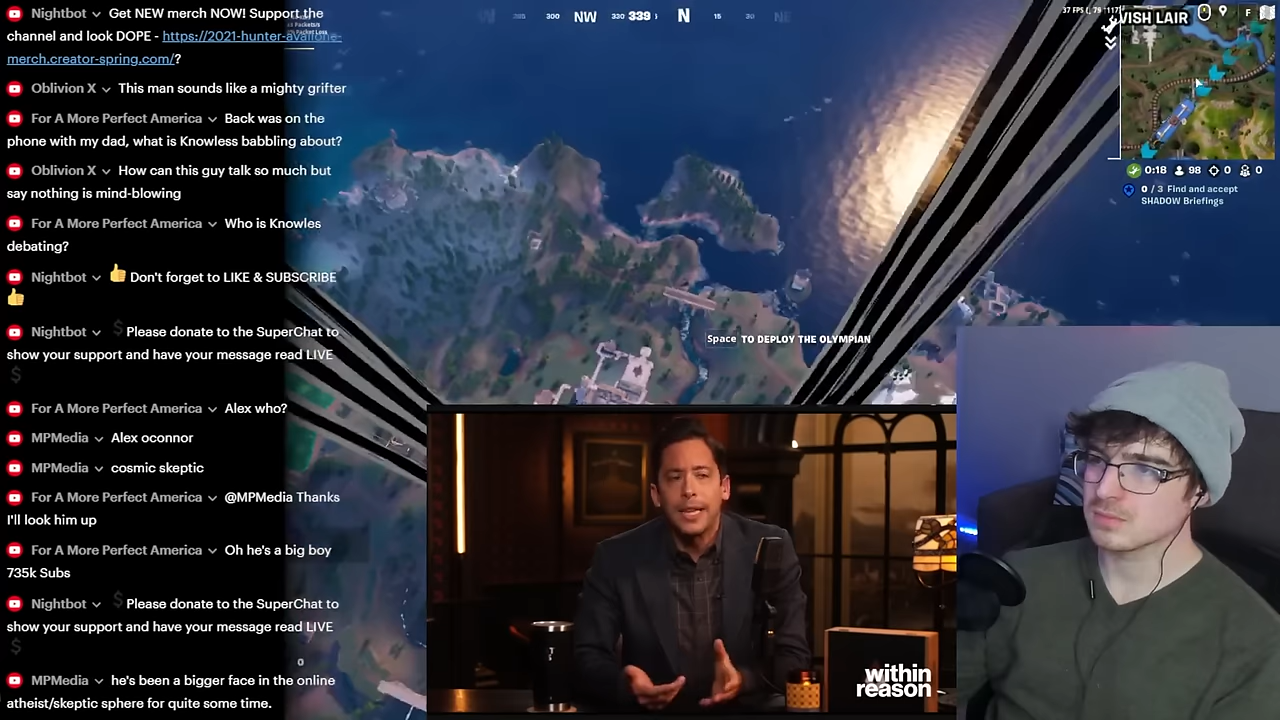 Nightbot Get NEW merch NOW! Support the
channel and look DOPE - https://2021-hunter-avallone-
merch.creator-spring.com/?
Oblivion X This man sounds like a mighty grifter
For A More Perfect America Back was on the
phone with my dad, what is Knowless babbling about?
Oblivion X How can this guy talk so much but
say nothing is mind-blowing
For A More Perfect America Who is Knowles
debating?
Nightbot 👍 Don't forget to LIKE & SUBSCRIBE
👍
Nightbot $ Please donate to the SuperChat to
show your support and have your message read LIVE
$
For A More Perfect America Alex who?
MPMedia Alex oconnor
MPMedia cosmic skeptic
For A More Perfect America @MPMedia Thanks
I'll look him up
For A More Perfect America Oh he's a big boy
735k Subs
Nightbot $ Please donate to the SuperChat to
show your support and have your message read LIVE
$
MPMedia he's been a bigger face in the online
atheist/skeptic sphere for quite some time.
300 NW 330 339 N 15 30 NE
37 FPS
VISH LAIR
F
0:18 98 0 0
0 / 3 Find and accept
SHADOW Briefings
Space TO DEPLOY THE OLYMPIAN
0
within
reason